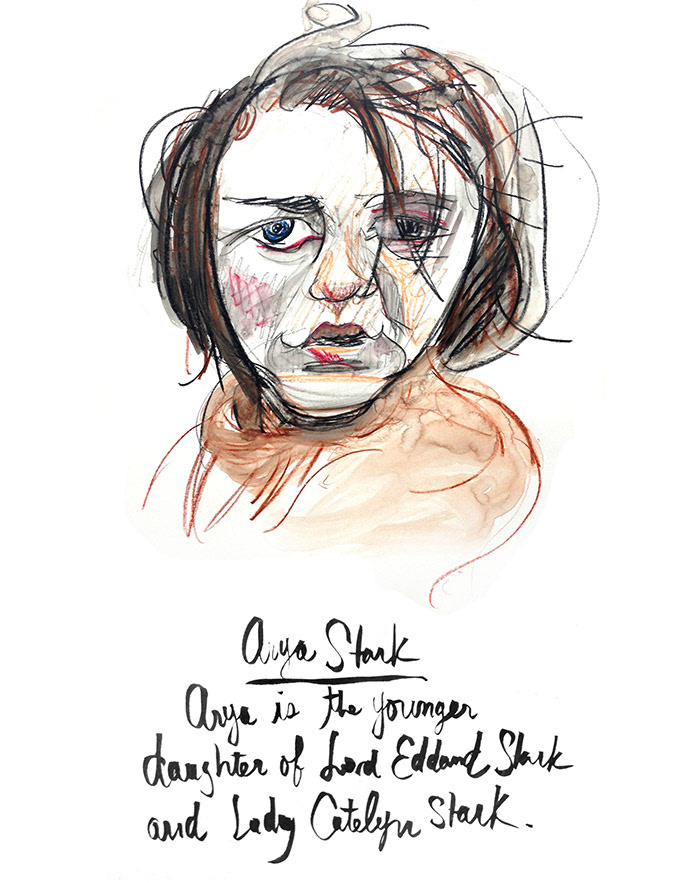 Arya Stark
Arya is the younger
daughter of Lord Eddard Stark
and Lady Catelyn Stark.